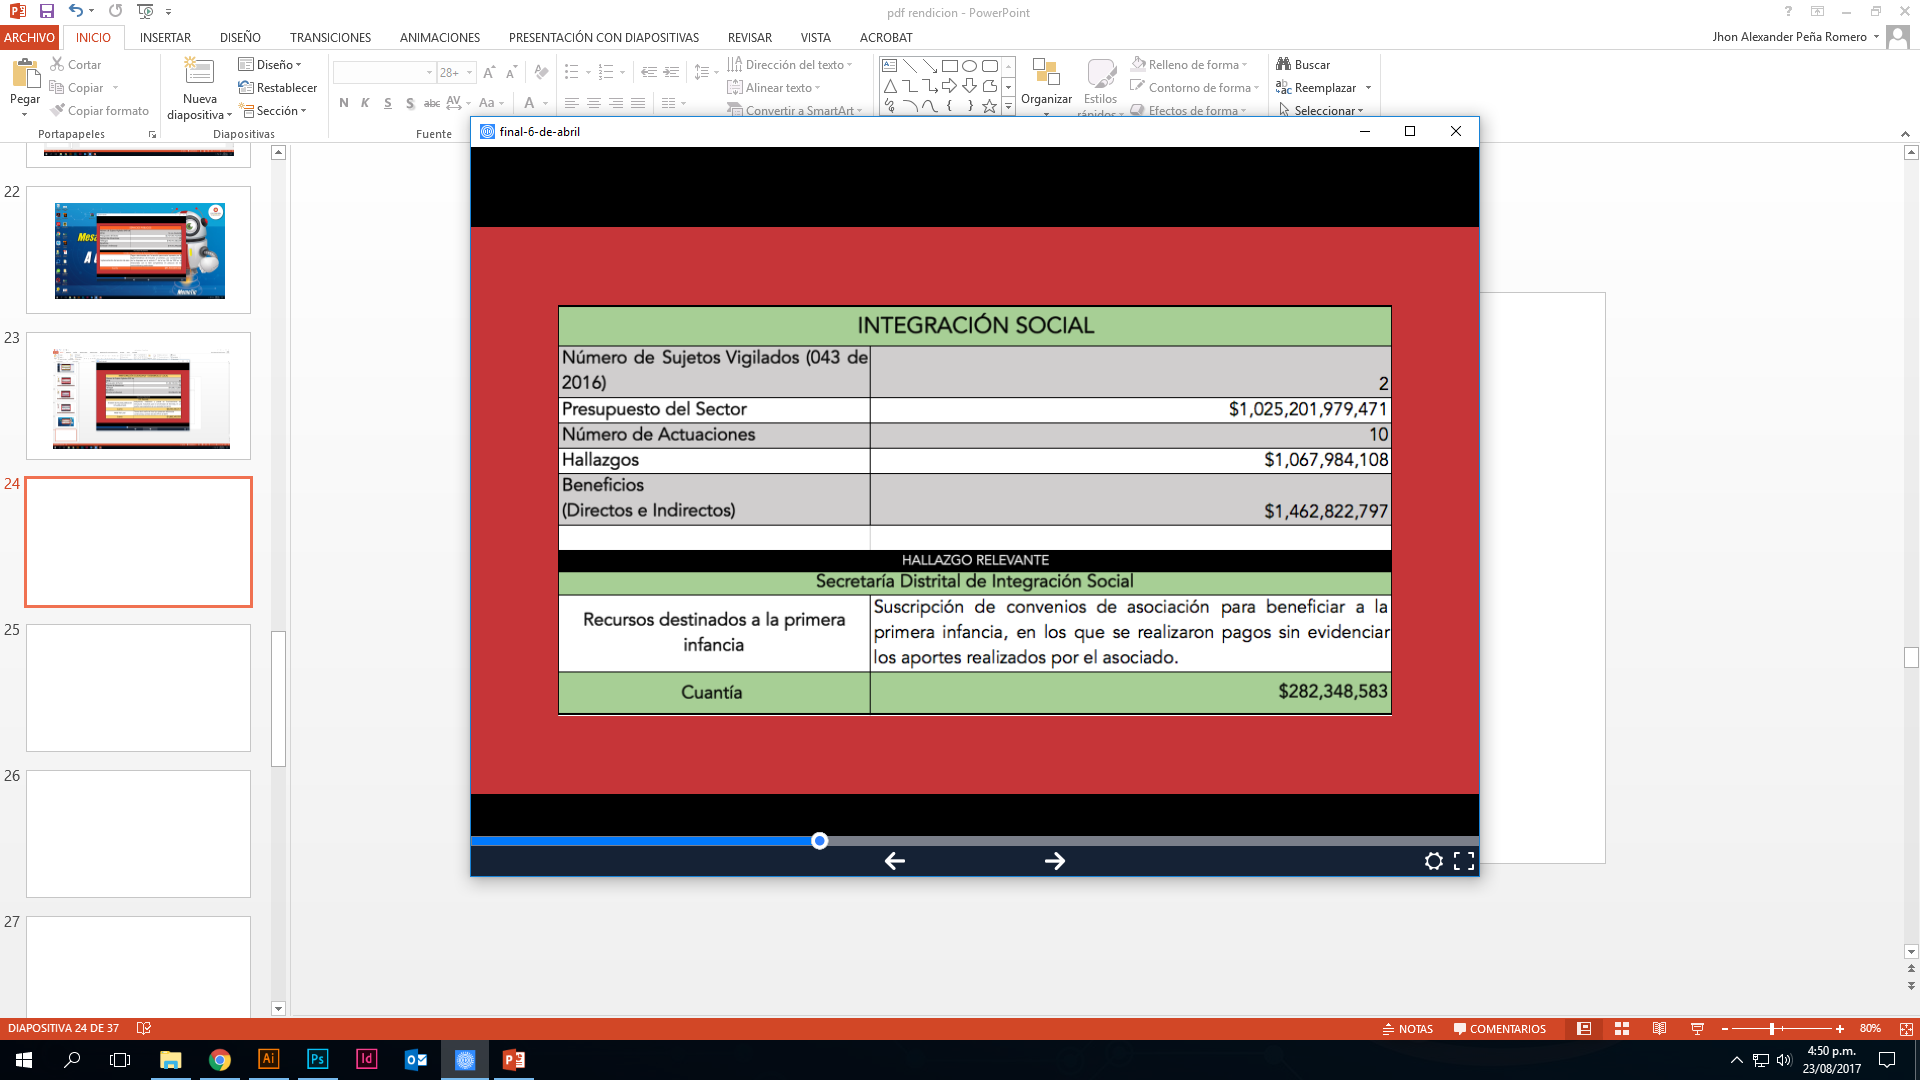 pdf rendicion - PowerPoint
ARCHIVO INICIO INSERTAR DISEÑO TRANSICIONES ANIMACIONES PRESENTACIÓN CON DIAPOSITIVAS REVISAR VISTA ACROBAT
Jhon Alexander Peña Romero
Pegar
Cortar
Copiar
Copiar formato
Portapapeles
Nueva
diapositiva
Diseño
Restablecer
Sección
Diapositivas
28+
N K S S abc AV Aa A
Fuente
Dirección del texto
Alinear texto
Convertir a SmartArt
Organizar
Estilos
rápidos
Relleno de forma
Contorno de forma
Efectos de forma
Buscar
Reemplazar
Seleccionar
final-6-de-abril
INTEGRACIÓN SOCIAL
Número de Sujetos Vigilados (043 de
2016) 2
Presupuesto del Sector $1,025,201,979,471
Número de Actuaciones 10
Hallazgos $1,067,984,108
Beneficios
(Directos e Indirectos) $1,462,822,797
HALLAZGO RELEVANTE
Secretaría Distrital de Integración Social
Recursos destinados a la primera
infancia
Suscripción de convenios de asociación para beneficiar a la
primera infancia, en los que se realizaron pagos sin evidenciar
los aportes realizados por el asociado.
Cuantía $282,348,583
22
23
24
25
26
27
DIAPOSITIVA 24 DE 37
NOTAS
COMENTARIOS
80%
Ai Ps Id
4:50 p.m.
23/08/2017